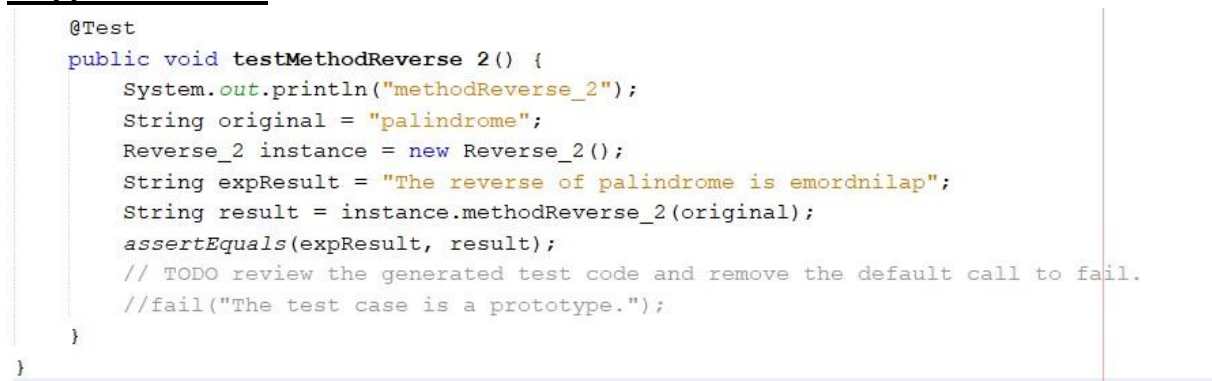 @Test
public void testMethodReverse 2() {
System.out.println("methodReverse_2");
String original = "palindrome";
Reverse_2 instance = new Reverse_2();
String expResult = "The reverse of palindrome is emordnilap";
String result = instance.methodReverse_2(original);
assertEquals(expResult, result);
// TODO review the generated test code and remove the default call to fail.
//fail("The test case is a prototype.");
}
}